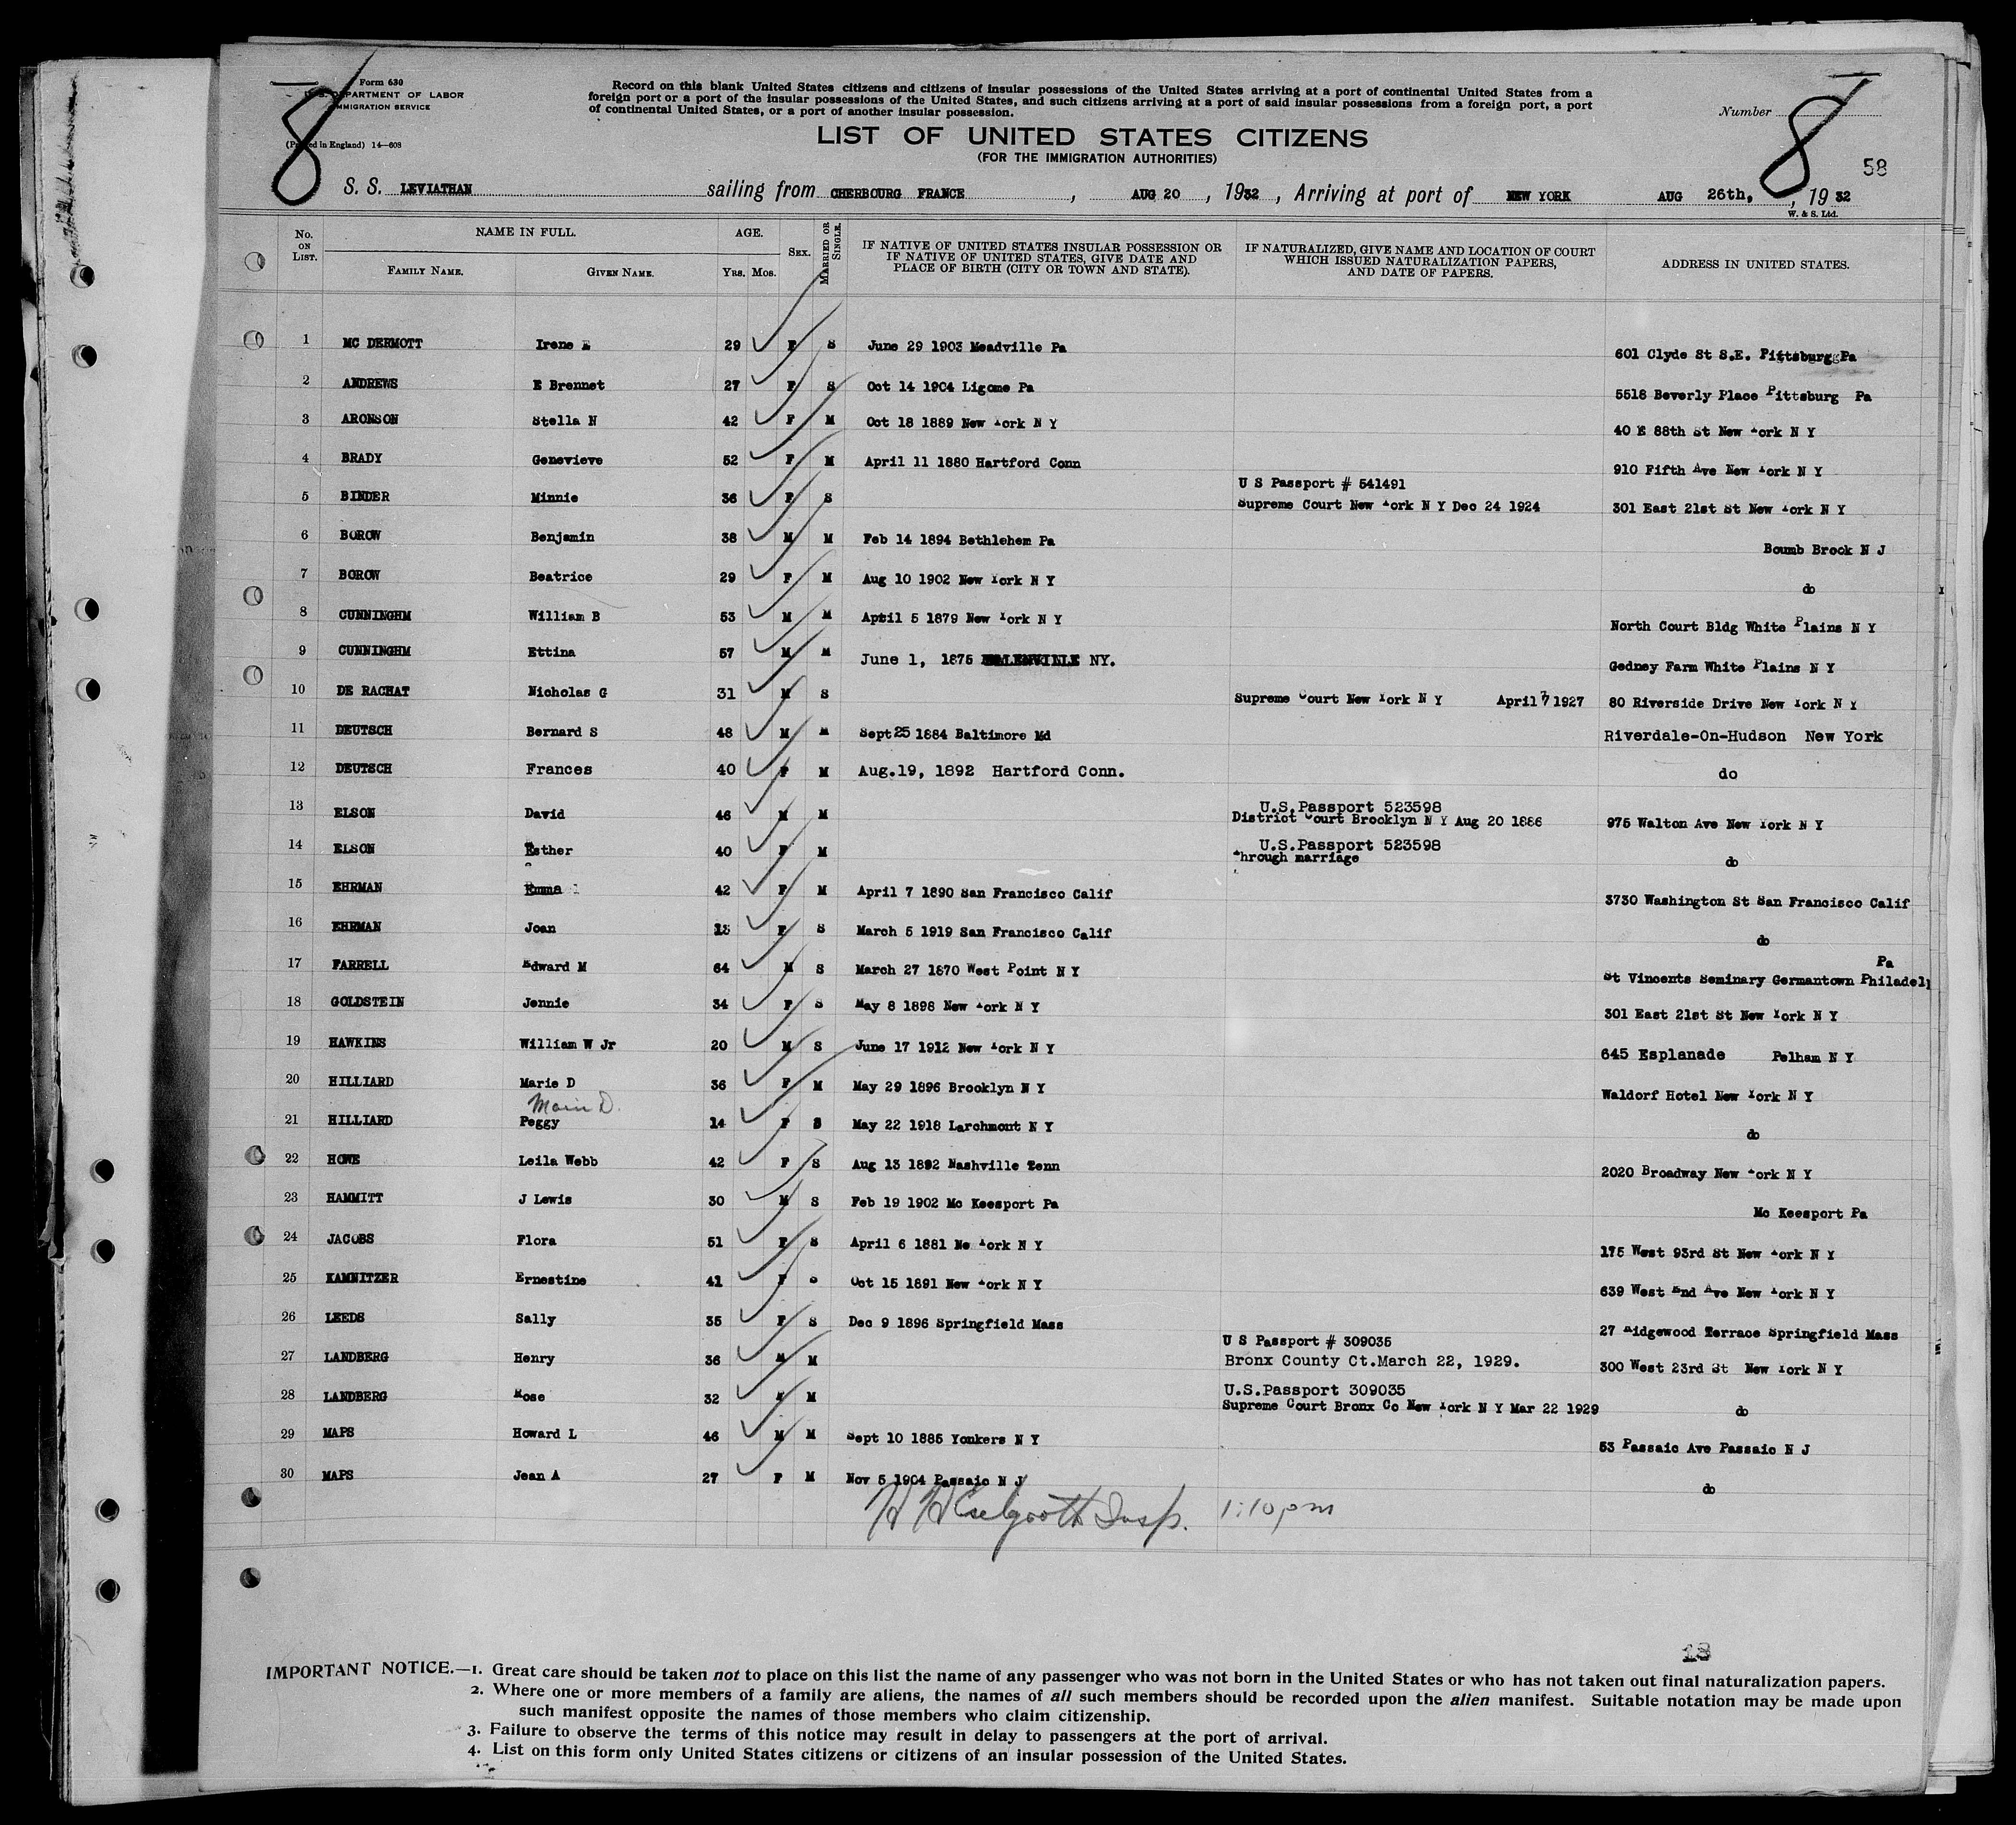 8
Form 630
U. S. DEPARTMENT OF LABOR
IMMIGRATION SERVICE
(Printed in England) 14—608
Record on this blank United States citizens and citizens of insular possessions of the United States arriving at a port of continental United States from a
foreign port or a port of the insular possessions of the United States, and such citizens arriving at a port of said insular possessions from a foreign port, a port
of continental United States, or a port of another insular possession.
Number 8
58
LIST OF UNITED STATES CITIZENS
(FOR THE IMMIGRATION AUTHORITIES)
S. S. LEVIATHAN sailing from CHERBOURG FRANCE , AUG 20 , 1932 , Arriving at port of NEW YORK AUG 26th, , 19 32
W. & S. Ltd.
No. ON LIST. NAME IN FULL. AGE. SEX. MARRIED OR SINGLE. IF NATIVE OF UNITED STATES INSULAR POSSESSION OR IF NATIVE OF UNITED STATES, GIVE DATE AND PLACE OF BIRTH (CITY OR TOWN AND STATE). IF NATURALIZED, GIVE NAME AND LOCATION OF COURT WHICH ISSUED NATURALIZATION PAPERS, AND DATE OF PAPERS. ADDRESS IN UNITED STATES.
FAMILY NAME. GIVEN NAME. YRS. MOS.
1 MC DERMOTT Irene E 29 F S June 29 1903 Meadville Pa 601 Clyde St S.E. Pittsburg Pa
2 ANDREWS E Brennet 27 F S Oct 14 1904 Ligome Pa 5518 Beverly Place Pittsburg Pa
3 ARONSON Stella N 42 F M Oct 18 1889 New York N Y 40 E 88th St New York N Y
4 BRADY Genevieve 52 F M April 11 1880 Hartford Conn 910 Fifth Ave New York N Y
U S Passport # 541491
5 BINDER Minnie 36 F S Supreme Court New York N Y Dec 24 1924 301 East 21st St New York N Y
6 BOROW Benjamin 38 M M Feb 14 1894 Bethlehem Pa Boumb Brook N J
7 BOROW Beatrice 29 F M Aug 10 1902 New York N Y do
8 CUNNINGHM William B 53 M M April 5 1879 New York N Y North Court Bldg White Plains N Y
9 CUNNINGHM Ettina 57 M M June 1, 1875 NY. Gedney Farm White Plains N Y
10 DE RACHAT Nicholas G 31 M S Supreme Court New York N Y April 7 1927 80 Riverside Drive New York N Y
11 DEUTSCH Bernard S 48 M M Sept 25 1884 Baltimore Md Riverdale-On-Hudson New York
12 DEUTSCH Frances 40 F M Aug.19, 1892 Hartford Conn. do
U.S.Passport 523598
13 ELSON David 46 M M District Court Brooklyn N Y Aug 20 1886 975 Walton Ave New York N Y
U.S.Passport 523598
14 ELSON Esther 40 F M through marriage do
15 EHRMAN Emma 42 F M April 7 1890 San Francisco Calif 3730 Washington St San Francisco Calif
16 EHRMAN Joan 13 F S March 5 1919 San Francisco Calif do
Pa
17 FARRELL Edward M 64 M S March 27 1870 West Point N Y St Vincents Seminary Germantown Philadel
18 GOLDSTEIN Jennie 34 F S May 8 1898 New York N Y 301 East 21st St New York N Y
19 HAWKINS William W Jr 20 M S June 17 1912 New York N Y 645 Esplanade Pelham N Y
20 HILLIARD Marie D 36 F M May 29 1896 Brooklyn N Y Waldorf Hotel New York N Y
21 HILLIARD Peggy 14 F S May 22 1918 Larchmont N Y do
22 HOWE Leila Webb 42 F S Aug 13 1892 Nashville Tenn 2020 Broadway New York N Y
23 HAMMITT J Lewis 30 M S Feb 19 1902 Mc Keesport Pa Mc Keesport Pa
24 JACOBS Flora 51 F S April 6 1881 Ne York N Y 175 West 93rd St New York N Y
25 KAMNITZER Ernestine 41 F S Oct 15 1891 New York N Y 639 West End Ave New York N Y
26 LEEDS Sally 35 F S Dec 9 1896 Springfield Mass 27 Ridgewood Terrace Springfield Mass
U S Passport # 309035
27 LANDBERG Henry 36 M M Bronx County Ct.March 22, 1929. 300 West 23rd St New York N Y
U.S.Passport 309035
28 LANDBERG Rose 32 M Supreme Court Bronx Co New York N Y Mar 22 1929 do
29 MAPS Howard L 46 M M Sept 10 1885 Yonkers N Y 53 Passaic Ave Passaic N J
30 MAPS Jean A 27 F M Nov 5 1904 Passaic N J do
Insp. 1:10 pm
13
IMPORTANT NOTICE.—1. Great care should be taken not to place on this list the name of any passenger who was not born in the United States or who has not taken out final naturalization papers.
2. Where one or more members of a family are aliens, the names of all such members should be recorded upon the alien manifest. Suitable notation may be made upon
such manifest opposite the names of those members who claim citizenship.
3. Failure to observe the terms of this notice may result in delay to passengers at the port of arrival.
4. List on this form only United States citizens or citizens of an insular possession of the United States.